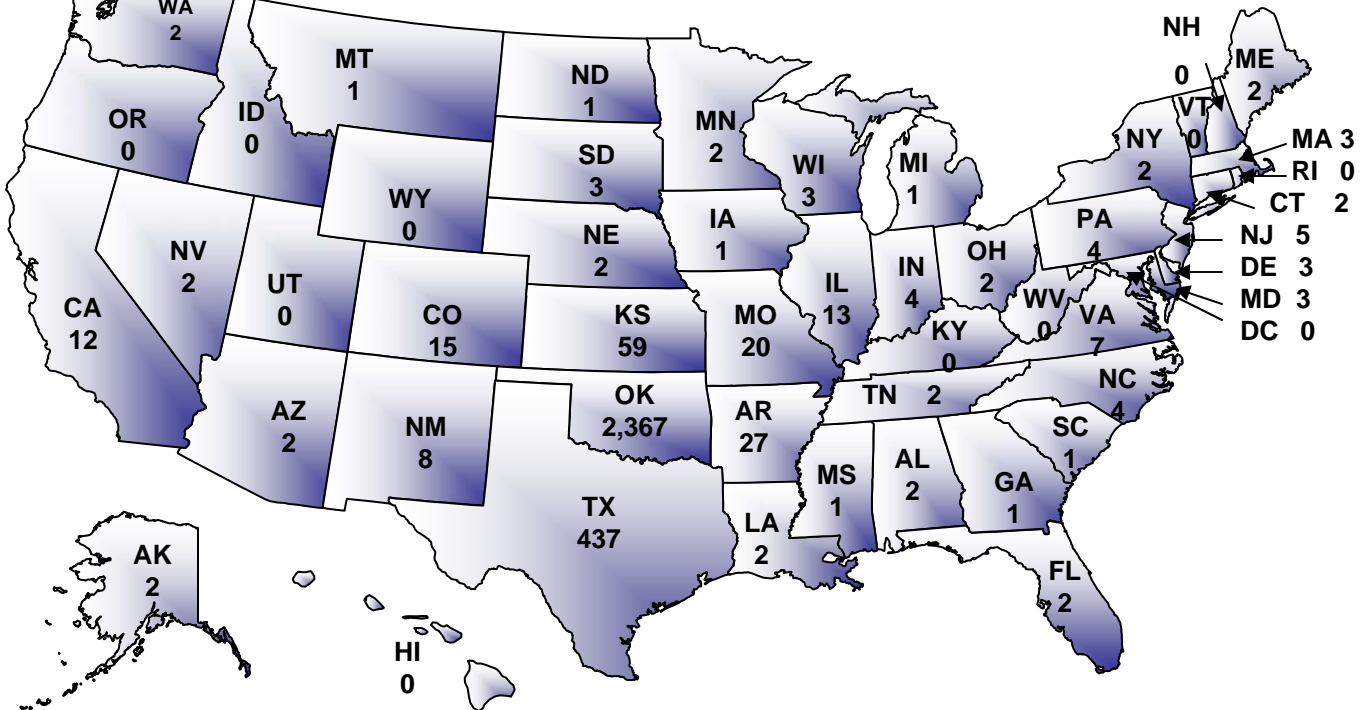 WA
2
MT
1
ND
1
MN
2
NH
0
ME
2
VT
0
OR
0
ID
0
SD
3
WI
3
MI
1
NY
2
MA 3
RI 0
CT 2
WY
0
IA
1
PA
4
NJ 5
DE 3
MD 3
DC 0
NV
2
UT
0
NE
2
IL
13
IN
4
OH
2
WV
0
VA
7
CA
12
CO
15
KS
59
MO
20
KY
0
NC
4
AZ
2
NM
8
OK
2,367
AR
27
TN 2
SC
1
MS
1
AL
2
GA
1
TX
437
LA
2
FL
2
AK
2
HI
0